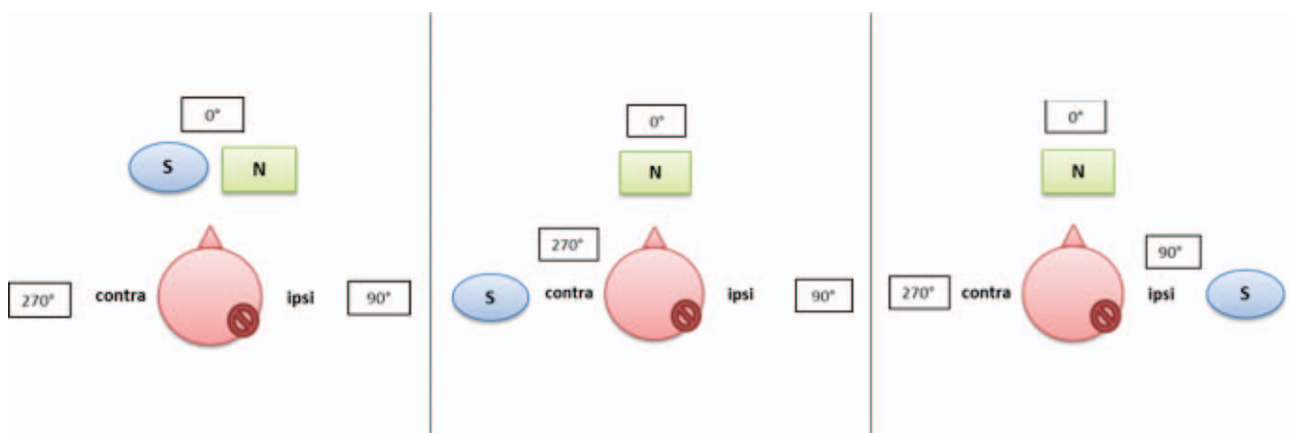 0°
S N
270° contra ipsi 90°
0°
N
270°
S contra ipsi 90°
0°
N
90°
270° contra ipsi S